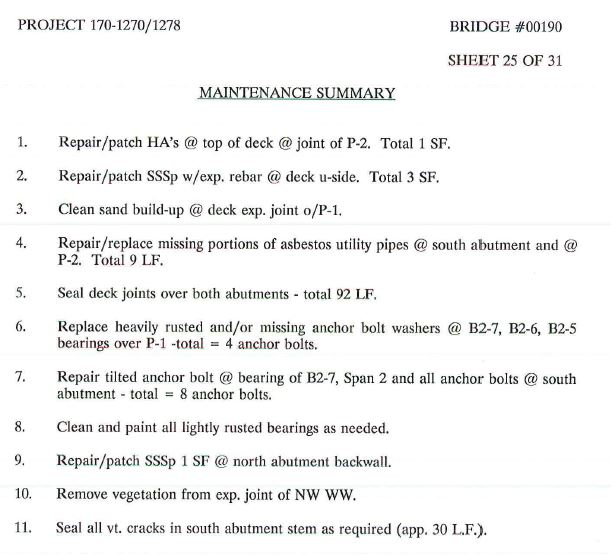 PROJECT 170-1270/1278
BRIDGE #00190
SHEET 25 OF 31
MAINTENANCE SUMMARY
1. Repair/patch HA's @ top of deck @ joint of P-2. Total 1 SF.
2. Repair/patch SSSp w/exp. rebar @ deck u-side. Total 3 SF.
3. Clean sand build-up @ deck exp. joint o/P-1.
4. Repair/replace missing portions of asbestos utility pipes @ south abutment and @
P-2. Total 9 LF.
5. Seal deck joints over both abutments - total 92 LF.
6. Replace heavily rusted and/or missing anchor bolt washers @ B2-7, B2-6, B2-5
bearings over P-1 -total = 4 anchor bolts.
7. Repair tilted anchor bolt @ bearing of B2-7, Span 2 and all anchor bolts @ south
abutment - total = 8 anchor bolts.
8. Clean and paint all lightly rusted bearings as needed.
9. Repair/patch SSSp 1 SF @ north abutment backwall.
10. Remove vegetation from exp. joint of NW WW.
11. Seal all vt. cracks in south abutment stem as required (app. 30 L.F.).